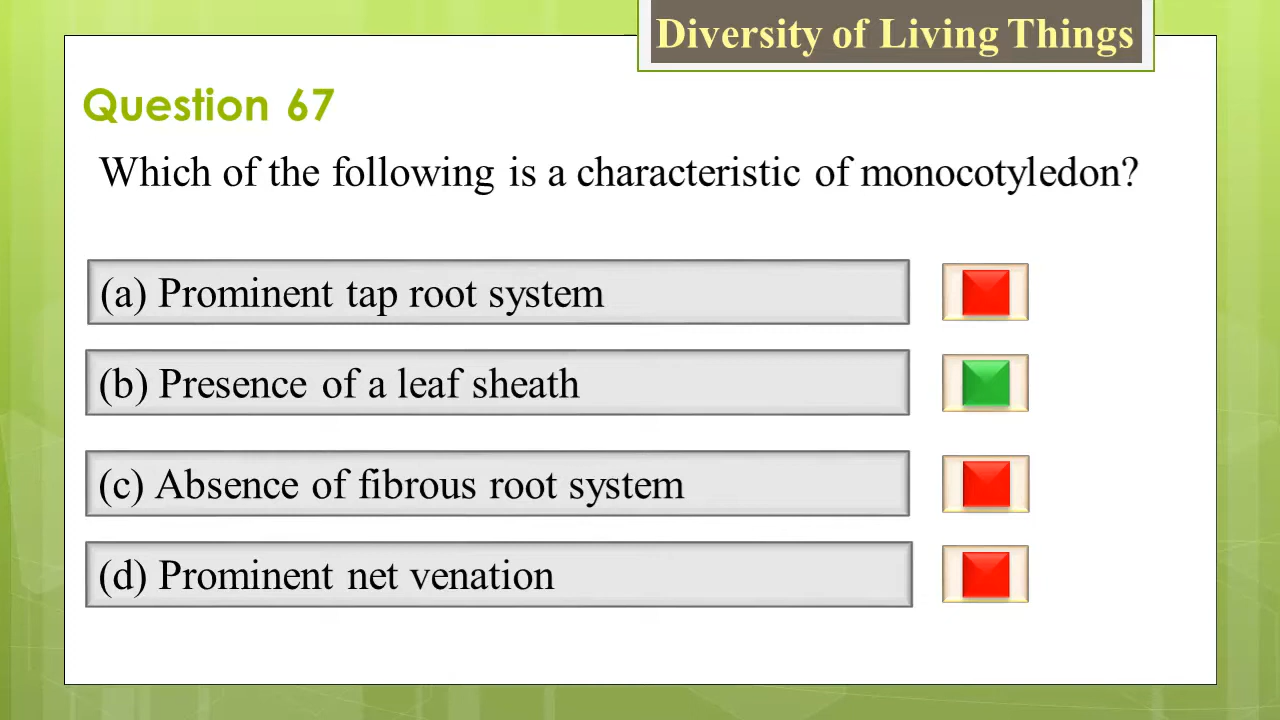 Diversity of Living Things
Question 67
Which of the following is a characteristic of monocotyledon?
(a) Prominent tap root system
(b) Presence of a leaf sheath
(c) Absence of fibrous root system
(d) Prominent net venation